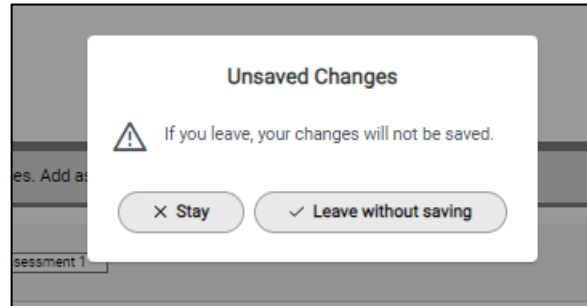 Unsaved Changes
If you leave, your changes will not be saved.
es. Add as
Stay
Leave without saving
sessment 1